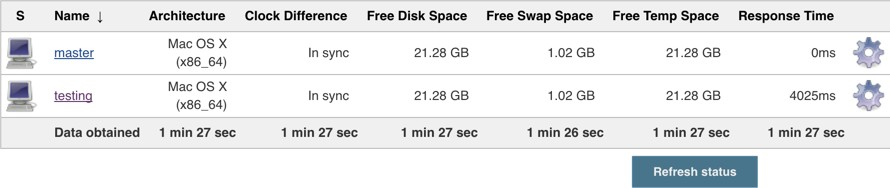 S Name ↓ Architecture Clock Difference Free Disk Space Free Swap Space Free Temp Space Response Time
master Mac OS X (x86_64) In sync 21.28 GB 1.02 GB 21.28 GB 0ms
testing Mac OS X (x86_64) In sync 21.28 GB 1.02 GB 21.28 GB 4025ms
Data obtained 1 min 27 sec 1 min 27 sec 1 min 27 sec 1 min 26 sec 1 min 27 sec 1 min 27 sec
Refresh status